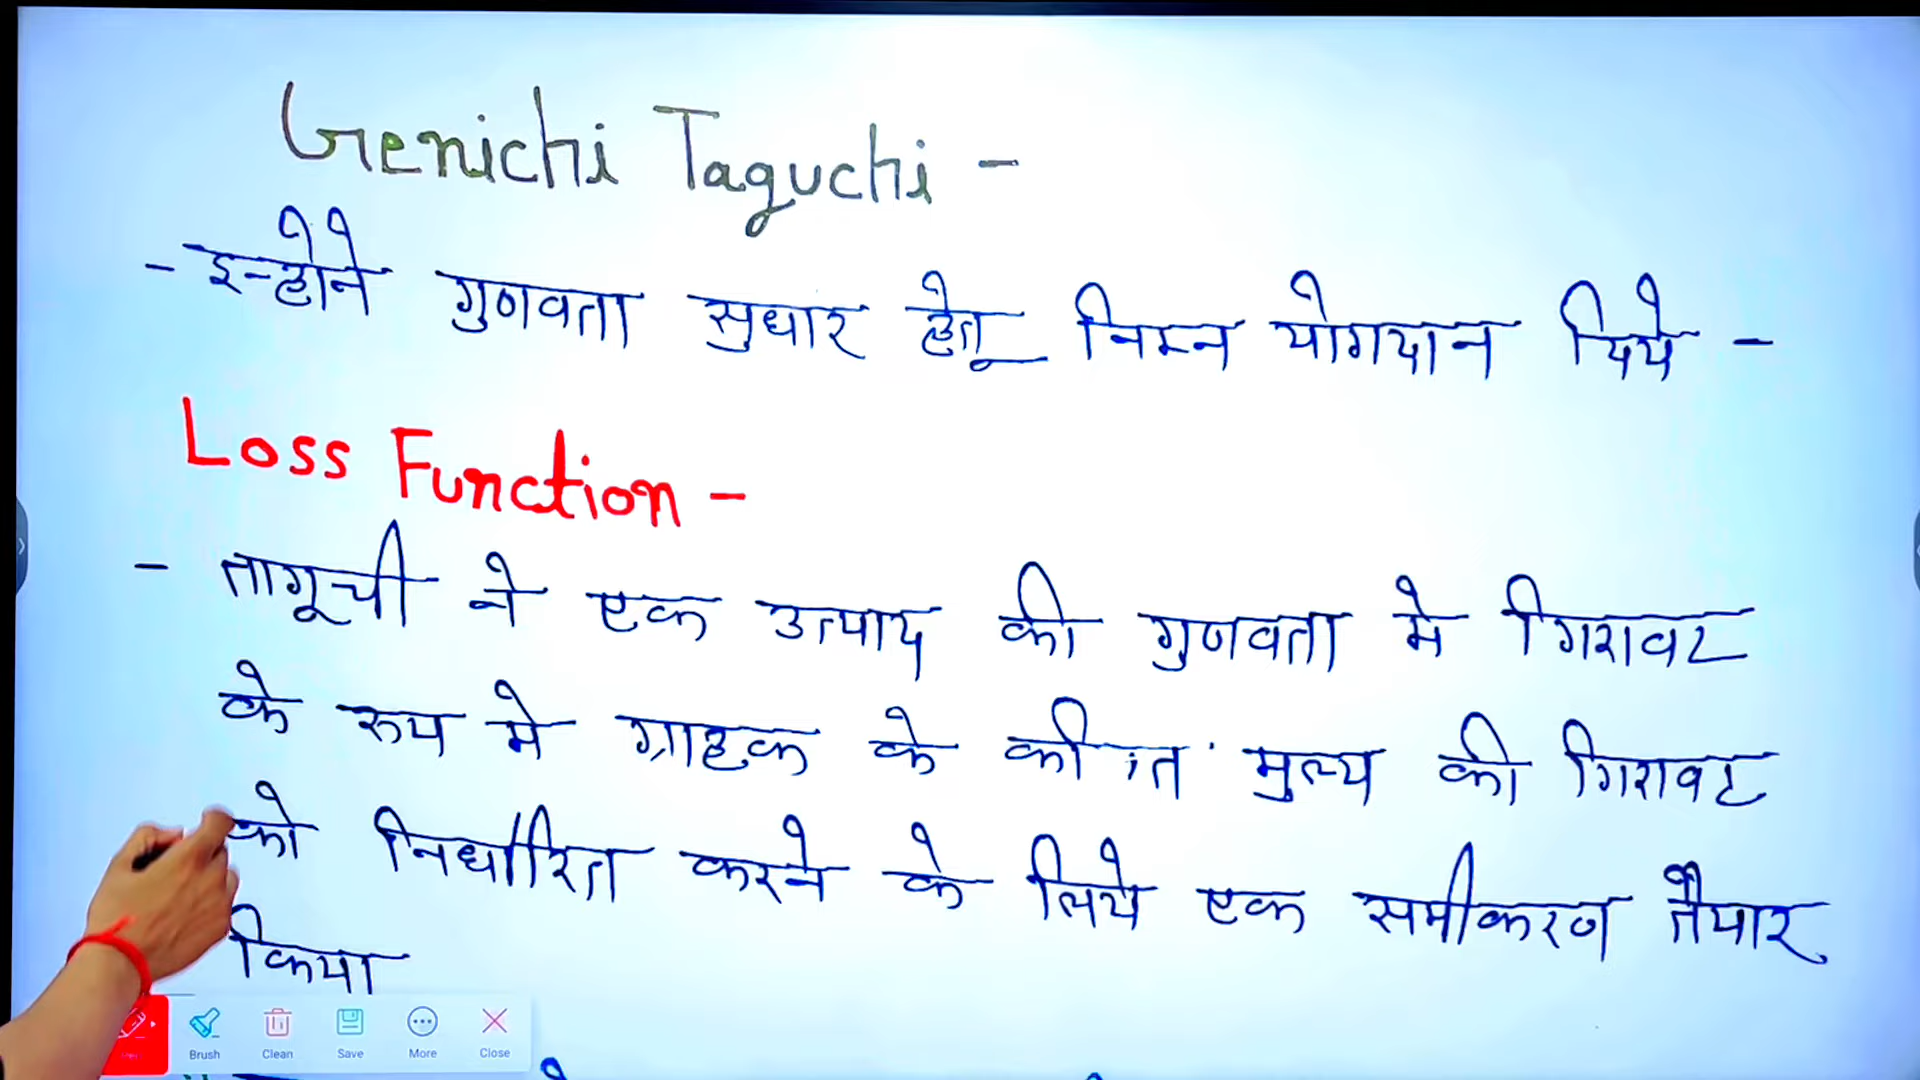 Genichi Taguchi -
- इन्होने गुणवता सुधार हेतू निम्न योगदान दिये -
Loss Function -
- तागूची ने एक उत्पाद की गुणवता मे गिरावट
के रूप मे ग्राहक के मुल्य की गिरावट
को निर्धारित करने के लिये एक समीकरण तैयार
किया
Brush Clean Save More Close